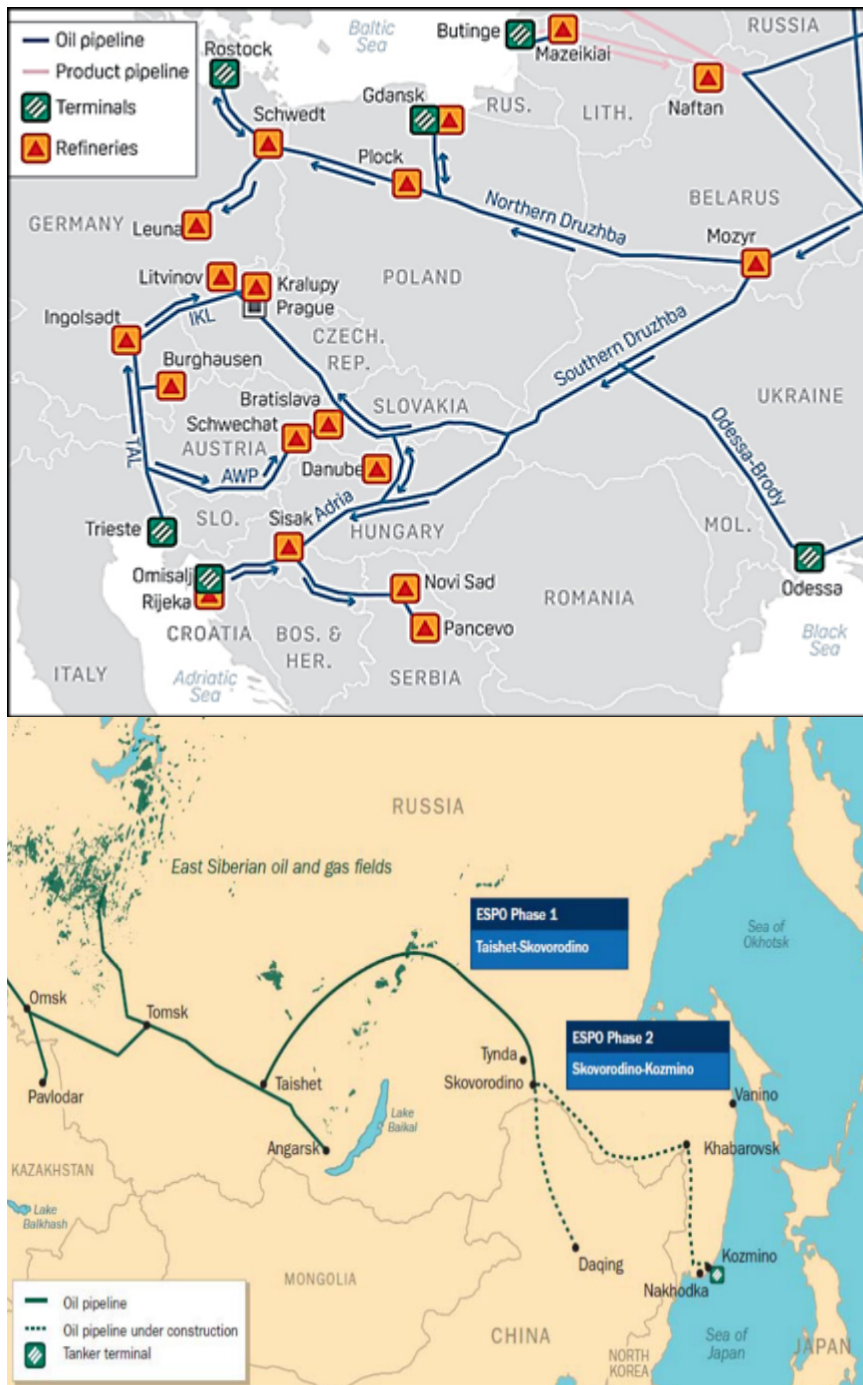 Oil pipeline
Product pipeline
Terminals
Refineries
Baltic
Sea
Rostock
Butinge
Mazeikiai
RUSSIA
Gdansk
RUS.
LITH.
Naftan
Schwedt
Plock
BELARUS
Northern Druzhba
Mozyr
GERMANY
Leuna
Litvinov
Kralupy
Prague
POLAND
IKL
Ingolsadt
CZECH.
REP.
Southern Druzhba
Burghausen
Bratislava
SLOVAKIA
UKRAINE
Schwechat
AUSTRIA
TAL
AWP
Danube
Odessa-Brody
Trieste
SLO.
Sisak
Adria
HUNGARY
MOL.
Omisalj
Rijeka
Novi Sad
ROMANIA
Odessa
CROATIA
BOS. &
HER.
Pancevo
Black
Sea
ITALY
Adriatic
Sea
SERBIA
RUSSIA
East Siberian oil and gas fields
ESPO Phase 1
Taishet-Skovorodino
Sea of
Okhotsk
Omsk
Tomsk
ESPO Phase 2
Skovorodino-Kozmino
Tynda
Skovorodino
Pavlodar
Taishet
Vanino
Lake
Baikal
Angarsk
Khabarovsk
KAZAKHSTAN
Lake
Balkhash
Daqing
Kozmino
Nakhodka
MONGOLIA
Oil pipeline
Oil pipeline under construction
Tanker terminal
CHINA
NORTH
KOREA
Sea of
Japan
JAPAN